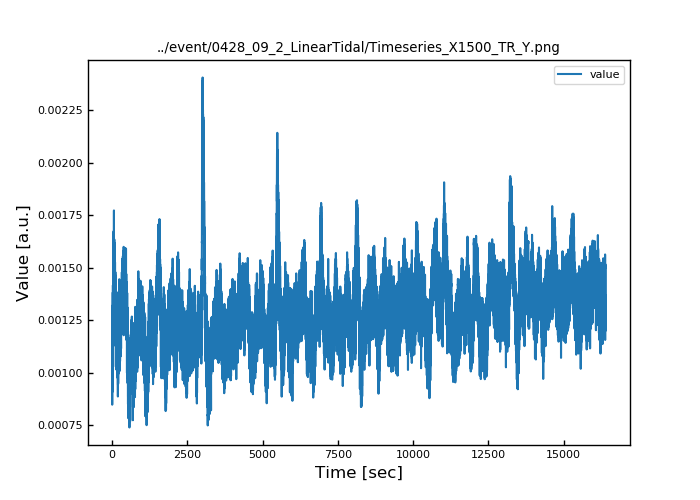 ../event/0428_09_2_LinearTidal/Timeseries_X1500_TR_Y.png
value
0.00225
0.00200
0.00175
0.00150
0.00125
0.00100
0.00075
Value [a.u.]
0 2500 5000 7500 10000 12500 15000
Time [sec]